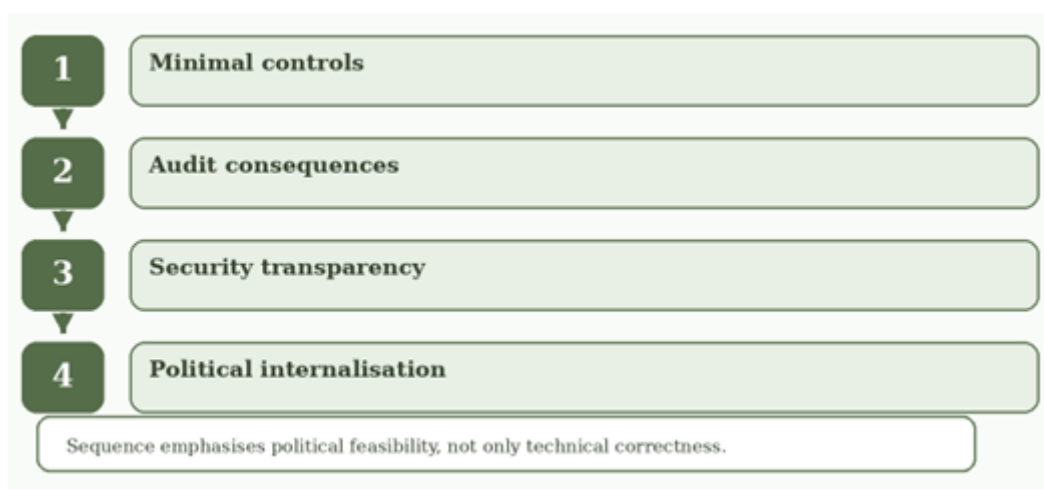 1
Minimal controls
2
Audit consequences
3
Security transparency
4
Political internalisation
Sequence emphasises political feasibility, not only technical correctness.